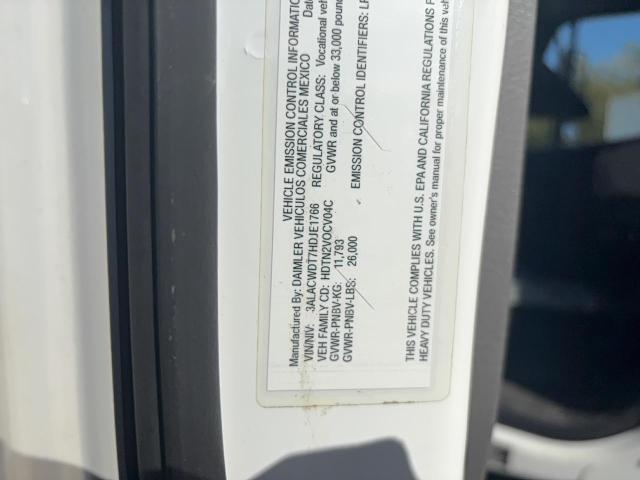 VEHICLE EMISSION CONTROL INFORMATIO
Manufactured By: DAIMLER VEHICULOS COMERCIALES MEXICO Dat
VIN/NIV: 3ALACWDT7HDJE1766 REGULATORY CLASS: Vocational veh
VEH FAMILY CD: HDTN2VOCV04C GVWR and at or below 33,000 pound
GVWR-PNBV-KG: 11,793
GVWR-PNBV-LBS: 26,000 EMISSION CONTROL IDENTIFIERS: LR
THIS VEHICLE COMPLIES WITH U.S. EPA AND CALIFORNIA REGULATIONS F
HEAVY DUTY VEHICLES. See owner's manual for proper maintenance of this veh